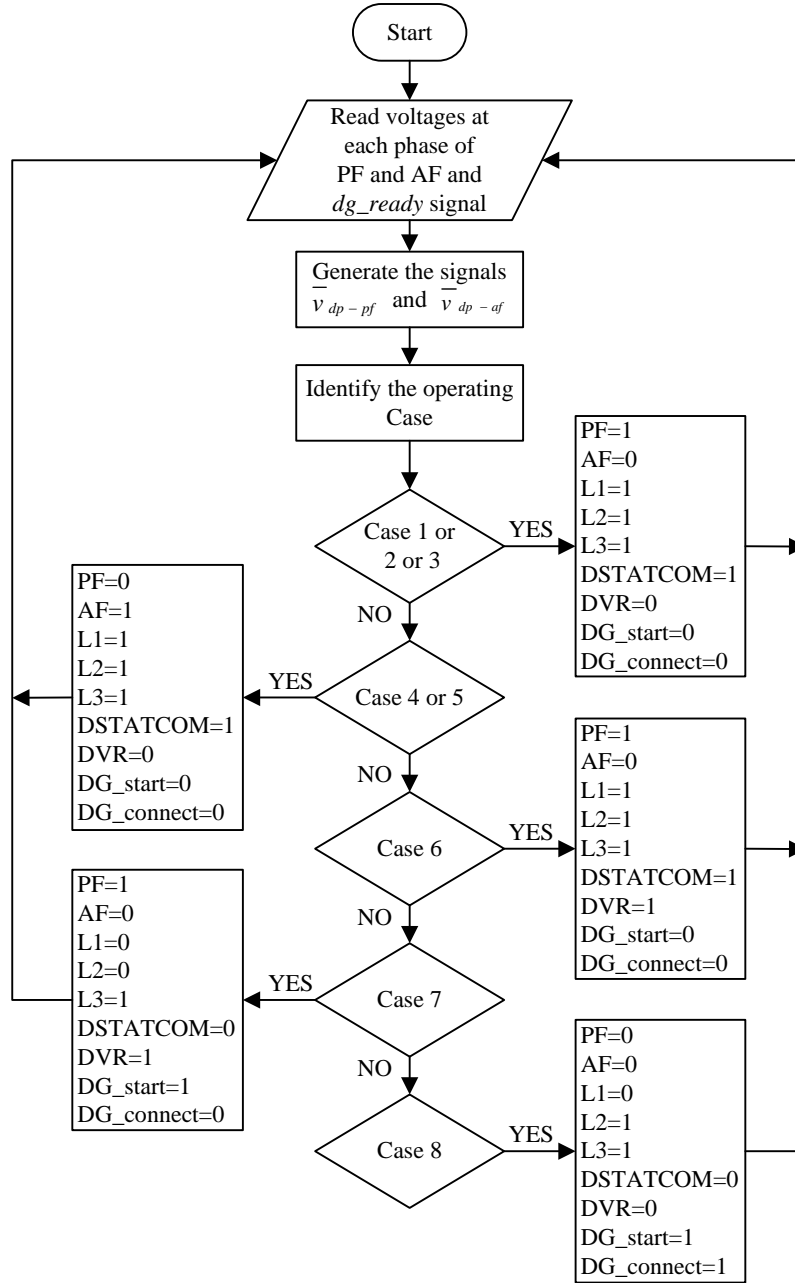 Start
Read voltages at
each phase of
PF and AF and
dg_ready signal
Generate the signals
v̅ dp – pf and v̅ dp – af
Identify the operating
Case
Case 1 or
2 or 3
YES
NO
PF=1
AF=0
L1=1
L2=1
L3=1
DSTATCOM=1
DVR=0
DG_start=0
DG_connect=0
Case 4 or 5
YES
NO
PF=0
AF=1
L1=1
L2=1
L3=1
DSTATCOM=1
DVR=0
DG_start=0
DG_connect=0
Case 6
YES
NO
PF=1
AF=0
L1=1
L2=1
L3=1
DSTATCOM=1
DVR=1
DG_start=0
DG_connect=0
Case 7
YES
NO
PF=1
AF=0
L1=0
L2=0
L3=1
DSTATCOM=0
DVR=1
DG_start=1
DG_connect=0
Case 8
YES
PF=0
AF=0
L1=0
L2=1
L3=1
DSTATCOM=0
DVR=0
DG_start=1
DG_connect=1